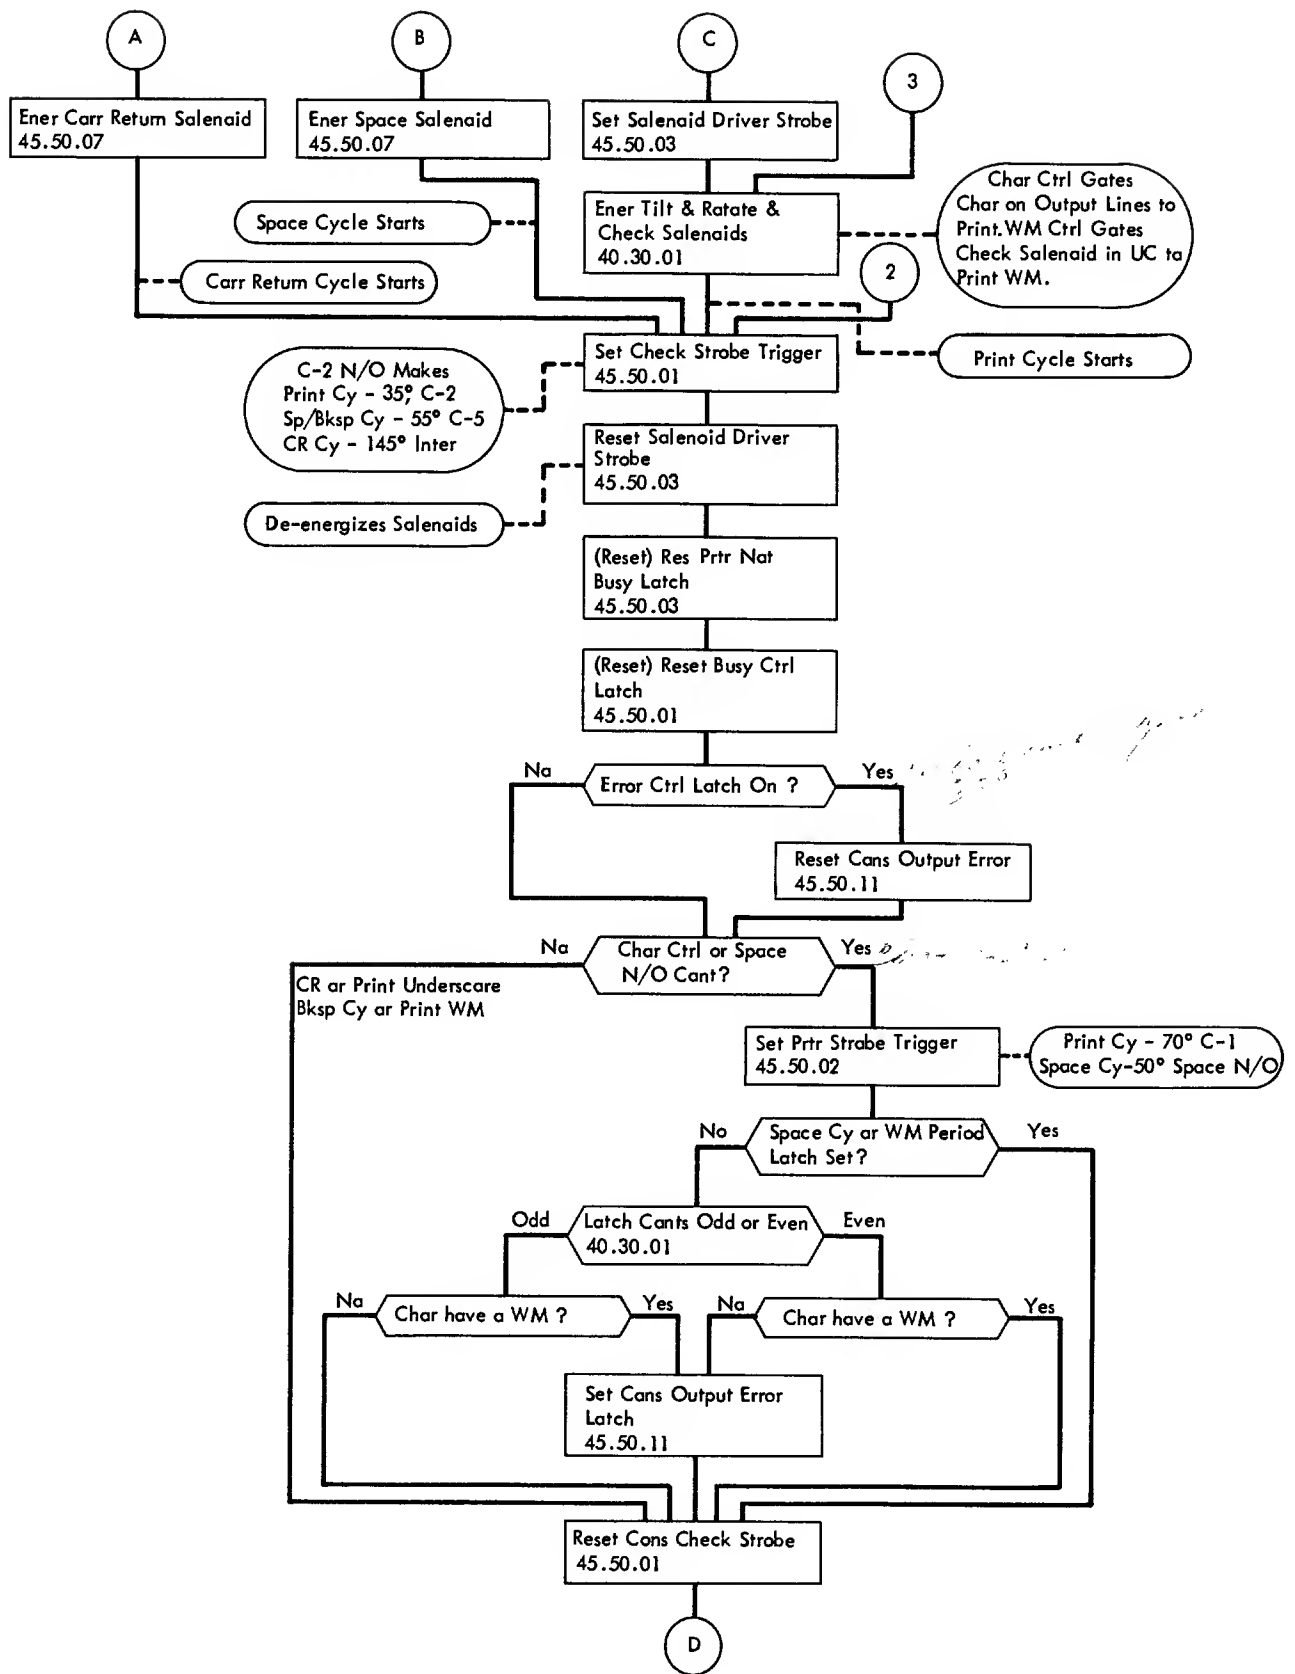 A
B
C
3
Ener Carr Return Salenaid
45.50.07
Ener Space Salenaid
45.50.07
Set Salenaid Driver Strobe
45.50.03
Ener Tilt & Ratate &
Check Salenaids
40.30.01
Char Ctrl Gates
Char on Output Lines to
Print. WM Ctrl Gates
Check Salenaid in UC ta
Print WM.
Space Cycle Starts
Carr Return Cycle Starts
2
Set Check Strobe Trigger
45.50.01
Print Cycle Starts
C-2 N/O Makes
Print Cy - 35°, C-2
Sp/Bksp Cy - 55° C-5
CR Cy - 145° Inter
Reset Salenoid Driver
Strobe
45.50.03
De-energizes Salenaids
(Reset) Res Prtr Nat
Busy Latch
45.50.03
(Reset) Reset Busy Ctrl
Latch
45.50.01
Na
Error Ctrl Latch On ?
Yes
Reset Cans Output Error
45.50.11
Na
Char Ctrl or Space
N/O Cant?
Yes
CR ar Print Underscare
Bksp Cy ar Print WM
Set Prtr Strabe Trigger
45.50.02
Print Cy - 70° C-1
Space Cy-50° Space N/O
No
Space Cy ar WM Period
Latch Set?
Yes
Odd
Latch Cants Odd or Even
40.30.01
Even
Na
Char have a WM ?
Yes
Na
Char have a WM ?
Yes
Set Cans Output Error
Latch
45.50.11
Reset Cons Check Strobe
45.50.01
D